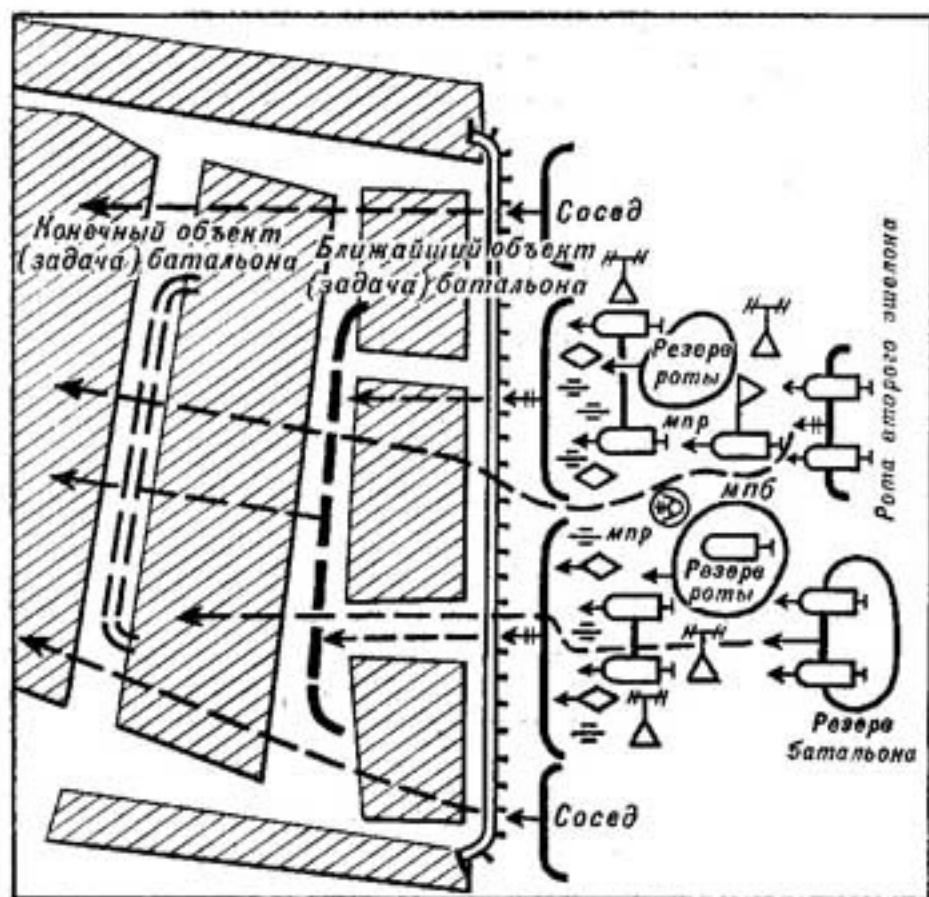 Сосед
Конечный объект
(задача) батальона
Ближайший объект
(задача) батальона
Резерв
роты
мпр
Рота второго эшелона
мпб
мпр
Резерв
роты
Резерв
батальона
Сосед